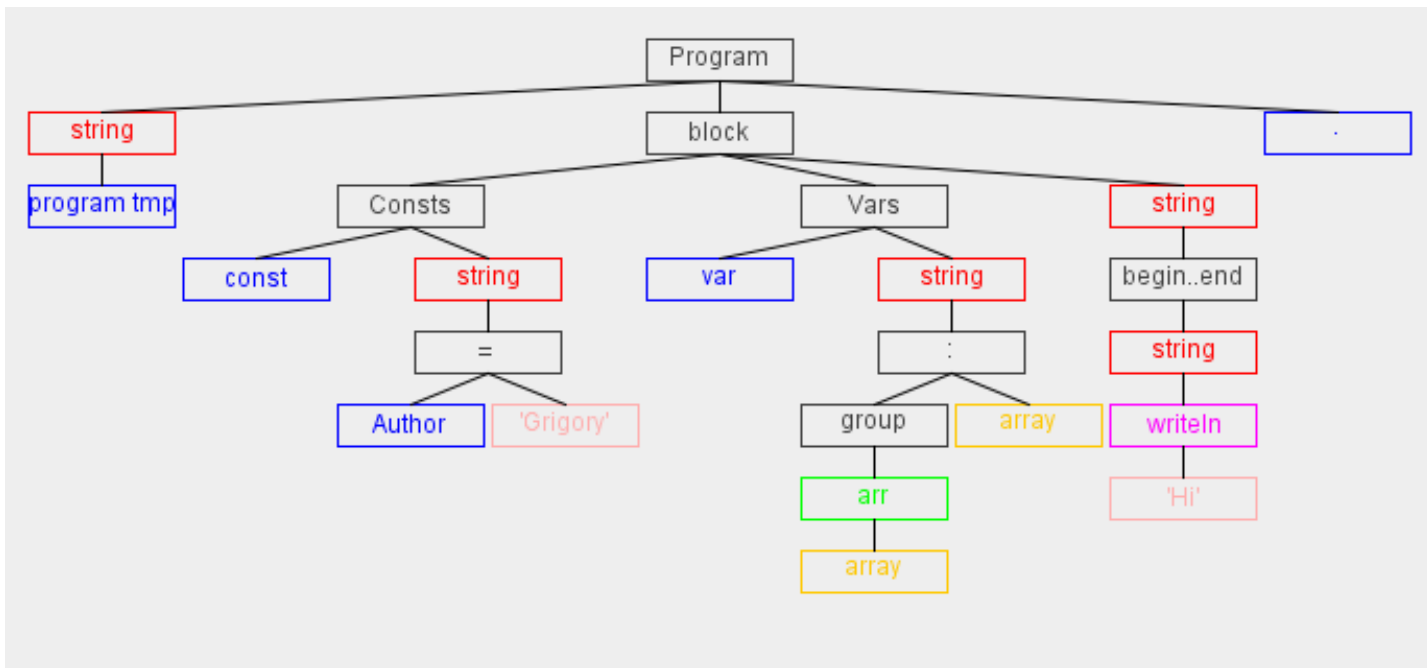 Program
string
block
.
program tmp
Consts
Vars
string
const
string
var
string
begin..end
=
:
string
Author
'Grigory'
group
array
writeln
arr
'Hi'
array